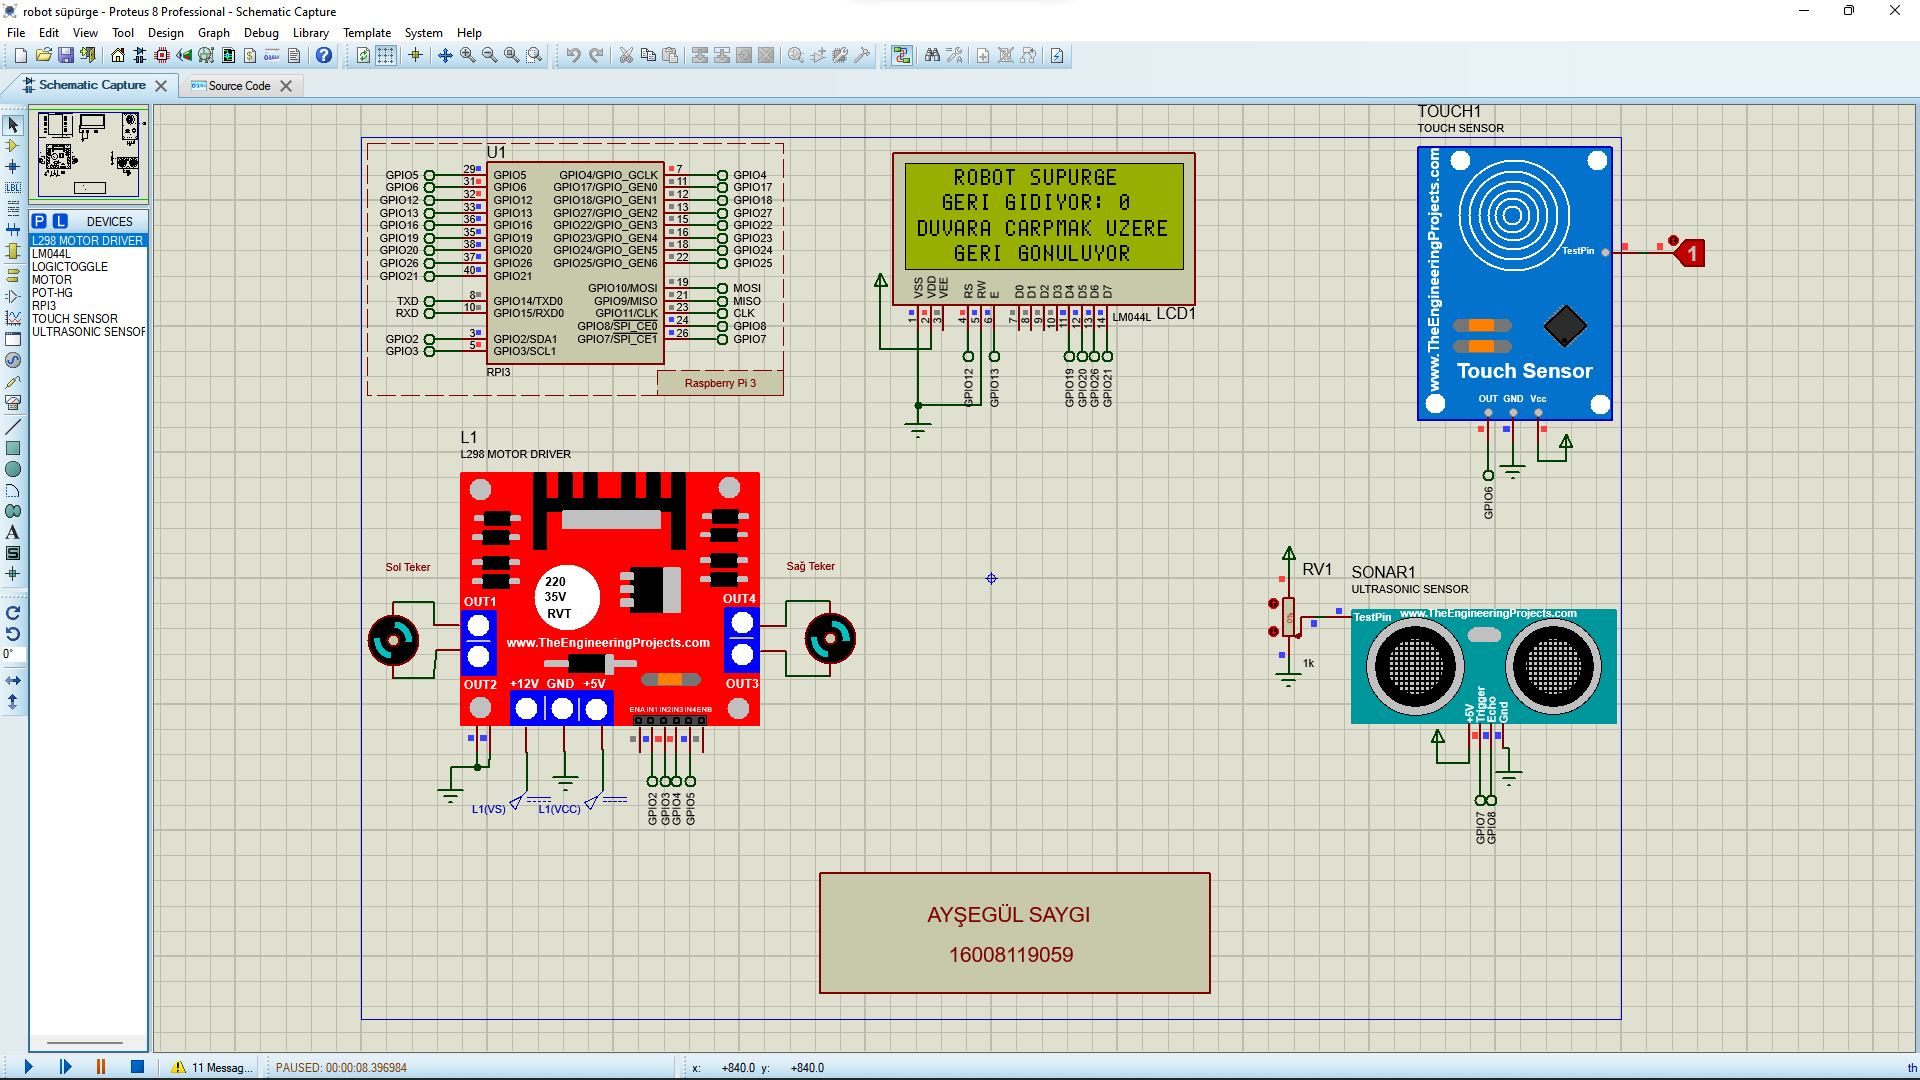 robot süpürge - Proteus 8 Professional - Schematic Capture
File Edit View Tool Design Graph Debug Library Template System Help
Schematic Capture
Source Code
P L DEVICES
L298 MOTOR DRIVER
LM044L
LOGICTOGGLE
MOTOR
POT-HG
RPI3
TOUCH SENSOR
ULTRASONIC SENSOF
LBL
A
S
0°
U1
GPIO5 29 GPIO5 GPIO4/GPIO_GCLK 7 GPIO4
GPIO6 31 GPIO6 GPIO17/GPIO_GEN0 11 GPIO17
GPIO12 32 GPIO12 GPIO18/GPIO_GEN1 12 GPIO18
GPIO13 33 GPIO13 GPIO27/GPIO_GEN2 13 GPIO27
GPIO16 36 GPIO16 GPIO22/GPIO_GEN3 15 GPIO22
GPIO19 35 GPIO19 GPIO23/GPIO_GEN4 16 GPIO23
GPIO20 38 GPIO20 GPIO24/GPIO_GEN5 18 GPIO24
GPIO26 37 GPIO26 GPIO25/GPIO_GEN6 22 GPIO25
GPIO21 40 GPIO21
GPIO10/MOSI 19 MOSI
TXD 8 GPIO14/TXD0 GPIO9/MISO 21 MISO
RXD 10 GPIO15/RXD0 GPIO11/CLK 23 CLK
GPIO8/SPI_CE0 24 GPIO8
GPIO2 3 GPIO2/SDA1 GPIO7/SPI_CE1 26 GPIO7
GPIO3 5 GPIO3/SCL1
RPI3
Raspberry Pi 3
ROBOT SUPURGE
GERI GIDIYOR: 0
DUVARA CARPMAK UZERE
GERI GONULUYOR
VSS VDD VEE RS RW E D0 D1 D2 D3 D4 D5 D6 D7
1 2 3 4 5 6 7 8 9 10 11 12 13 14
LM044L LCD1
GPIO12 GPIO13 GPIO19 GPIO20 GPIO26 GPIO21
TOUCH1
TOUCH SENSOR
www.TheEngineeringProjects.com
TestPin
1
Touch Sensor
OUT GND Vcc
GPIO6
L1
L298 MOTOR DRIVER
Sol Teker
Sağ Teker
220
35V
RVT
OUT1 OUT4
www.TheEngineeringProjects.com
OUT2 +12V GND +5V OUT3
ENA IN1 IN2 IN3 IN4 ENB
L1(VS) L1(VCC)
GPIO2 GPIO3 GPIO4 GPIO5
RV1
1k
SONAR1
ULTRASONIC SENSOR
TestPin www.TheEngineeringProjects.com
+5V Trigger Echo Gnd
GPIO7 GPIO8
AYŞEGÜL SAYGI
16008119059
11 Messag...
PAUSED: 00:00:08.396984
x: +840.0 y: +840.0
th